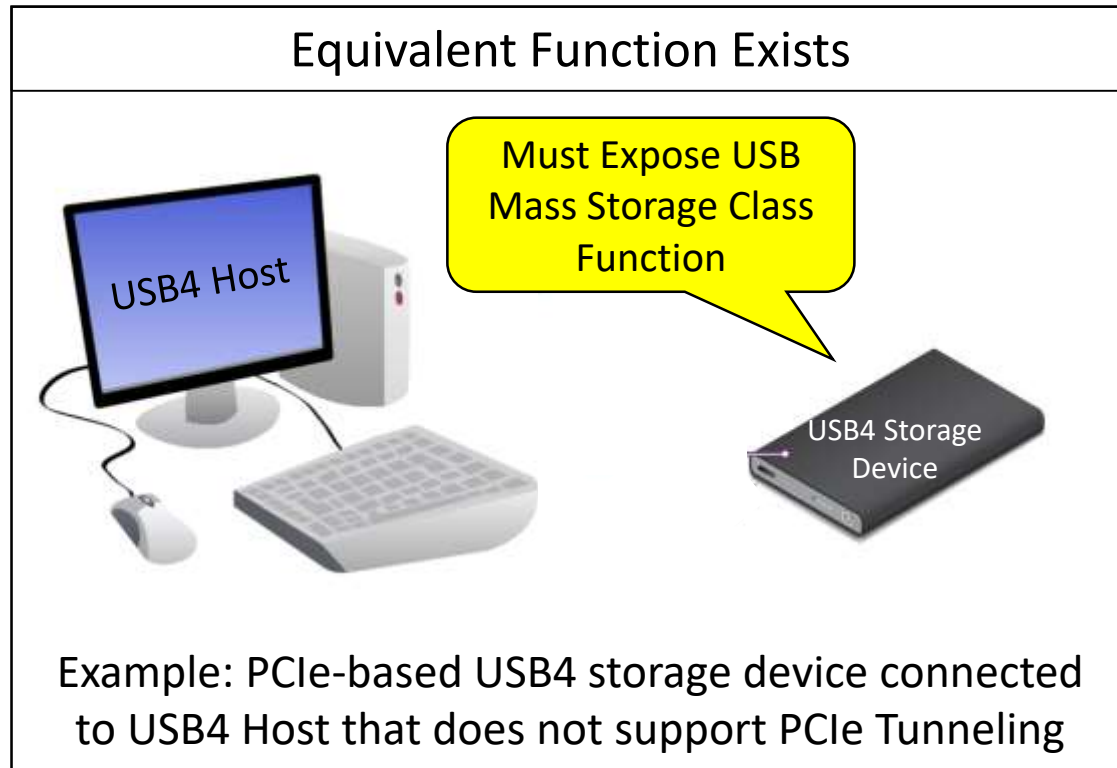 Equivalent Function Exists
Must Expose USB
Mass Storage Class
Function
USB4 Host
USB4 Storage
Device
Example: PCIe-based USB4 storage device connected
to USB4 Host that does not support PCIe Tunneling